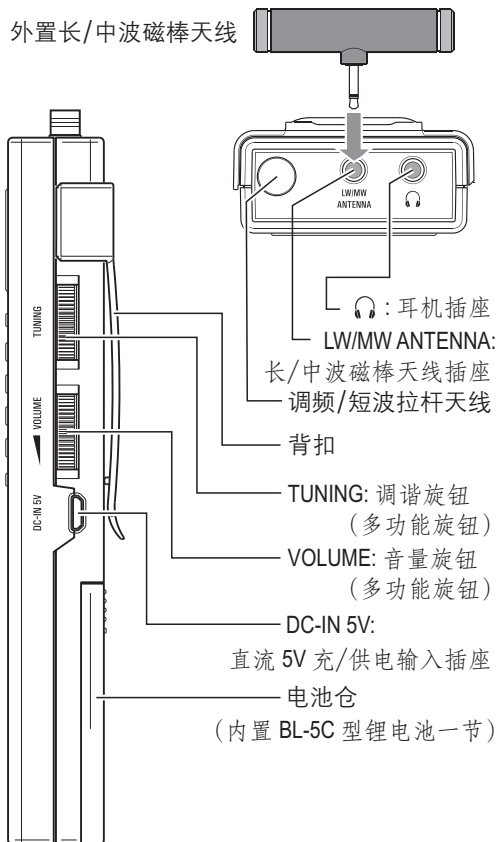 外置长/中波磁棒天线
LW/MW
ANTENNA
TUNING
VOLUME
DC-IN 5V
: 耳机插座
LW/MW ANTENNA:
长/中波磁棒天线插座
调频/短波拉杆天线
背扣
TUNING: 调谐旋钮
(多功能旋钮)
VOLUME: 音量旋钮
(多功能旋钮)
DC-IN 5V:
直流 5V 充/供电输入插座
电池仓
(内置 BL-5C 型锂电池一节)